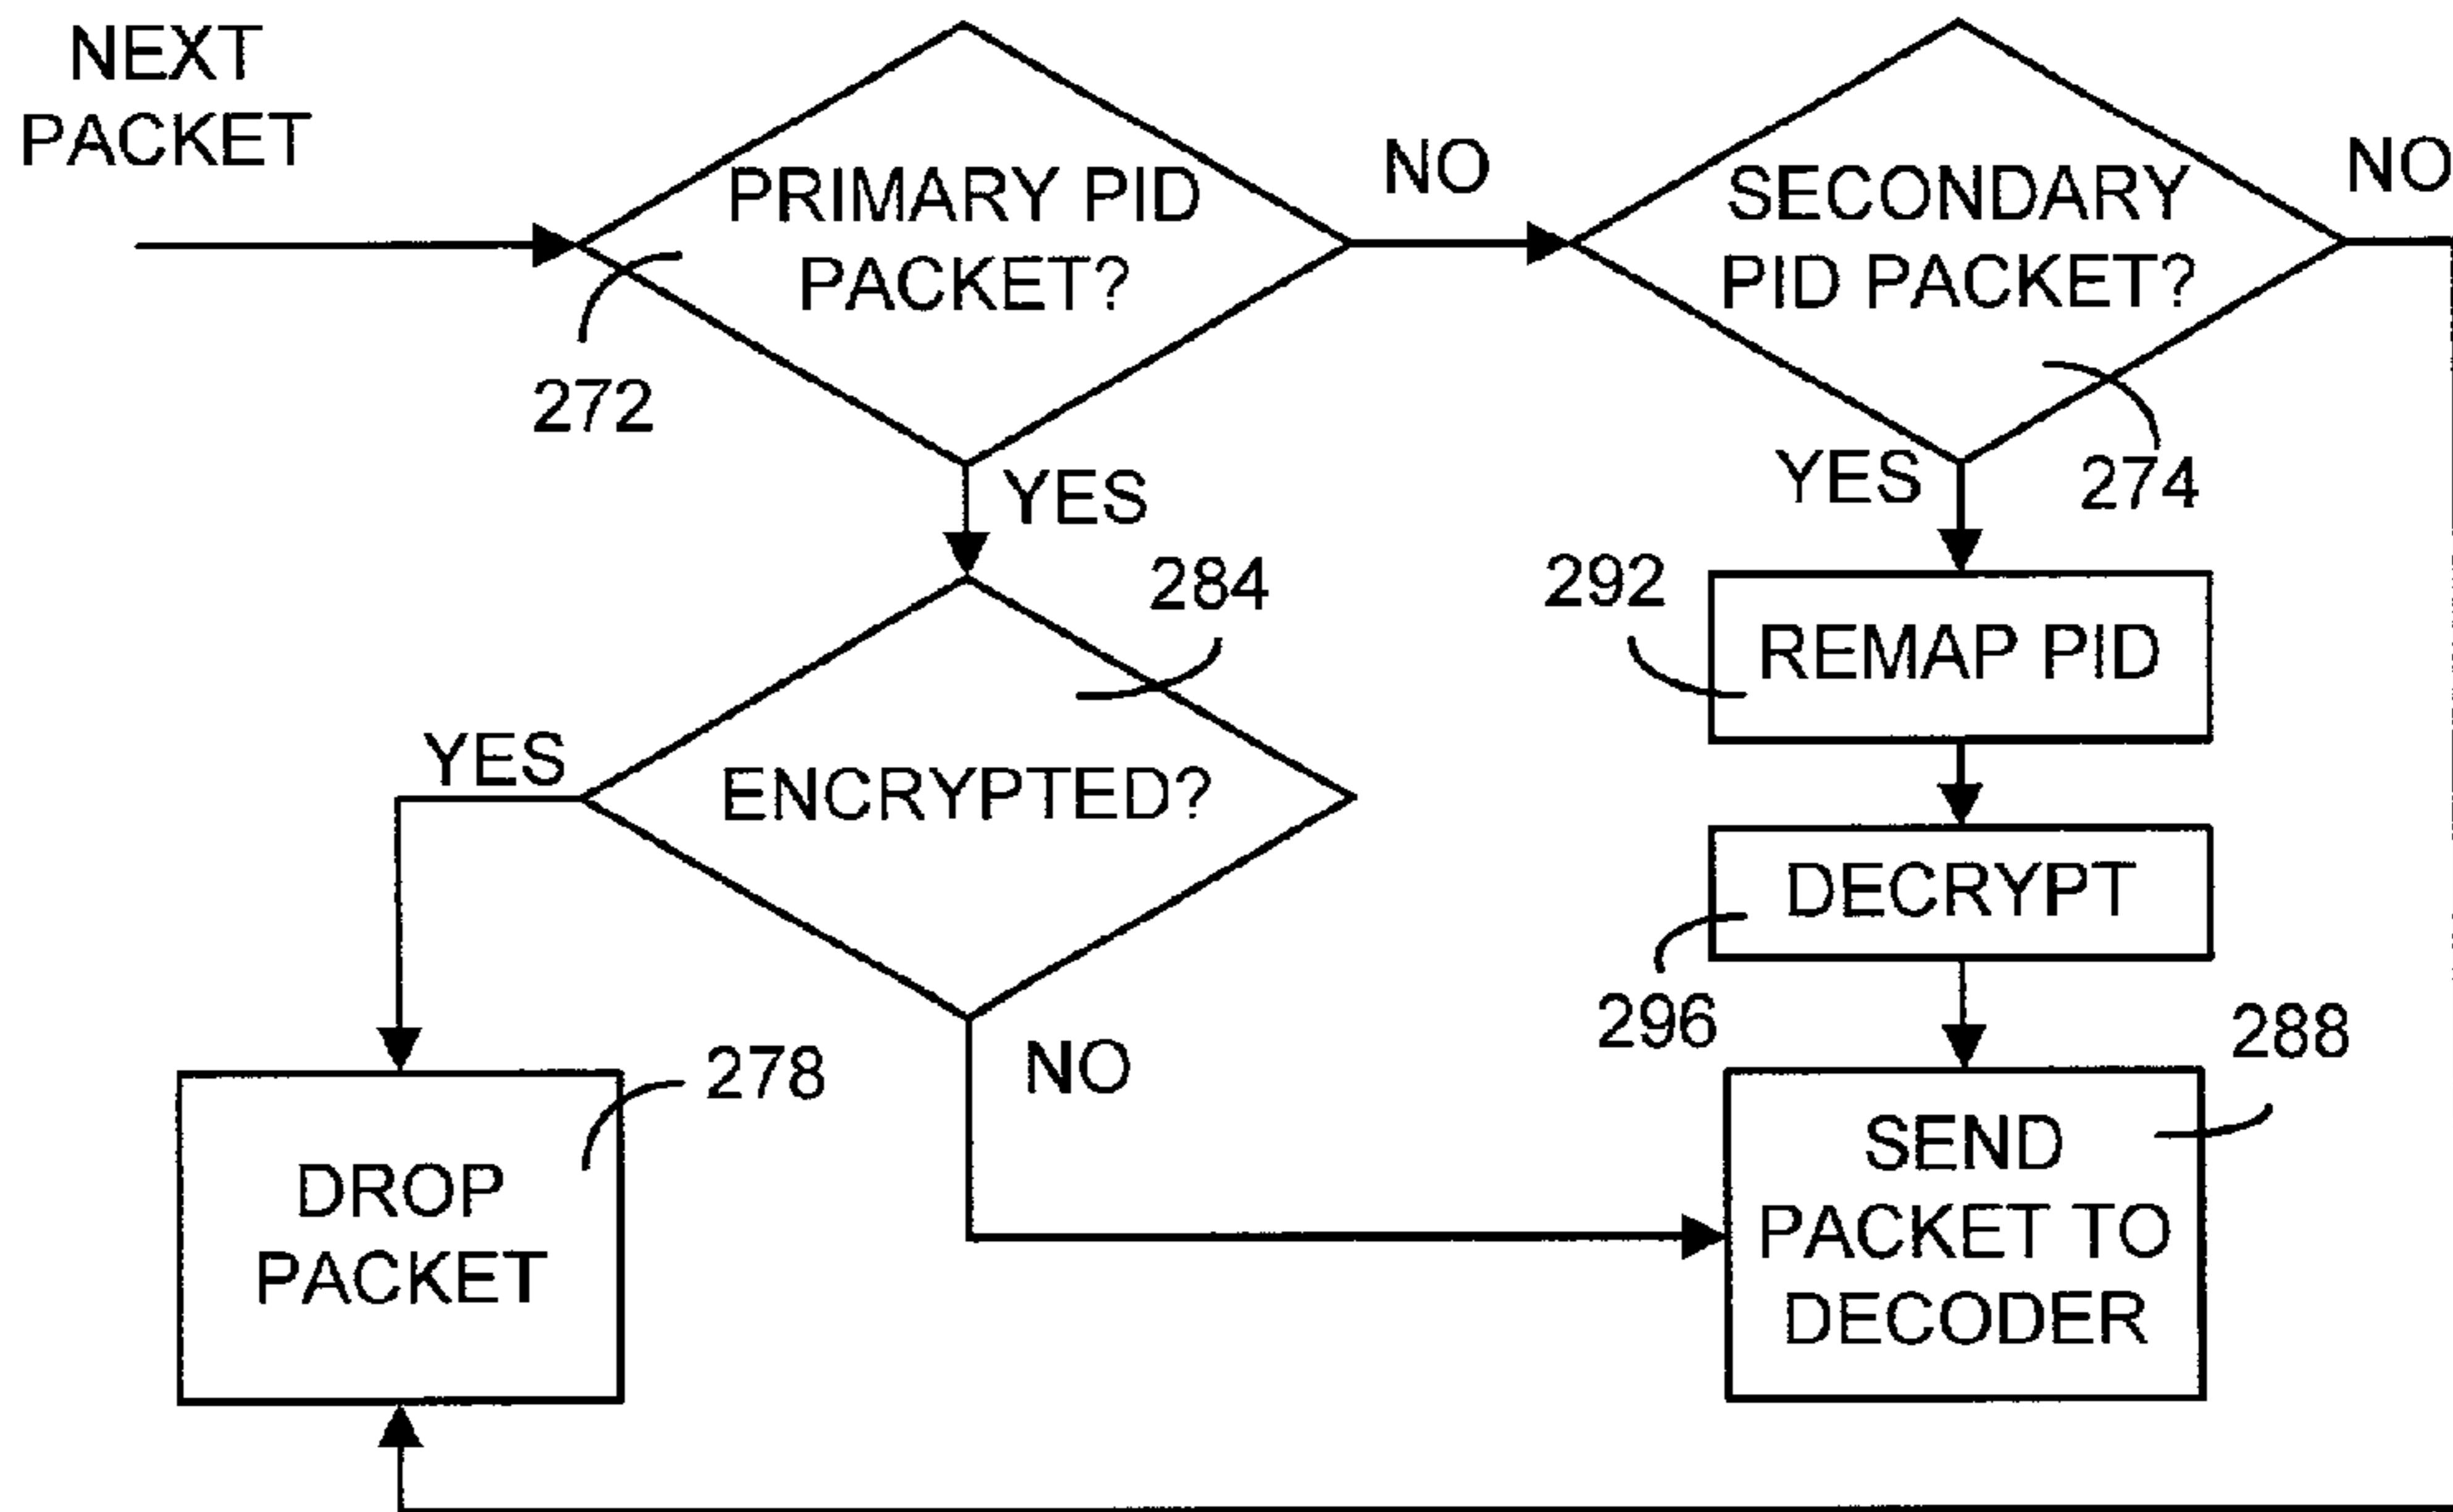 NEXT
PACKET
PRIMARY PID
PACKET?
272
NO
SECONDARY
PID PACKET?
274
NO
YES
YES
284
ENCRYPTED?
YES
NO
292
REMAP PID
DECRYPT
296
288
278
DROP
PACKET
SEND
PACKET TO
DECODER